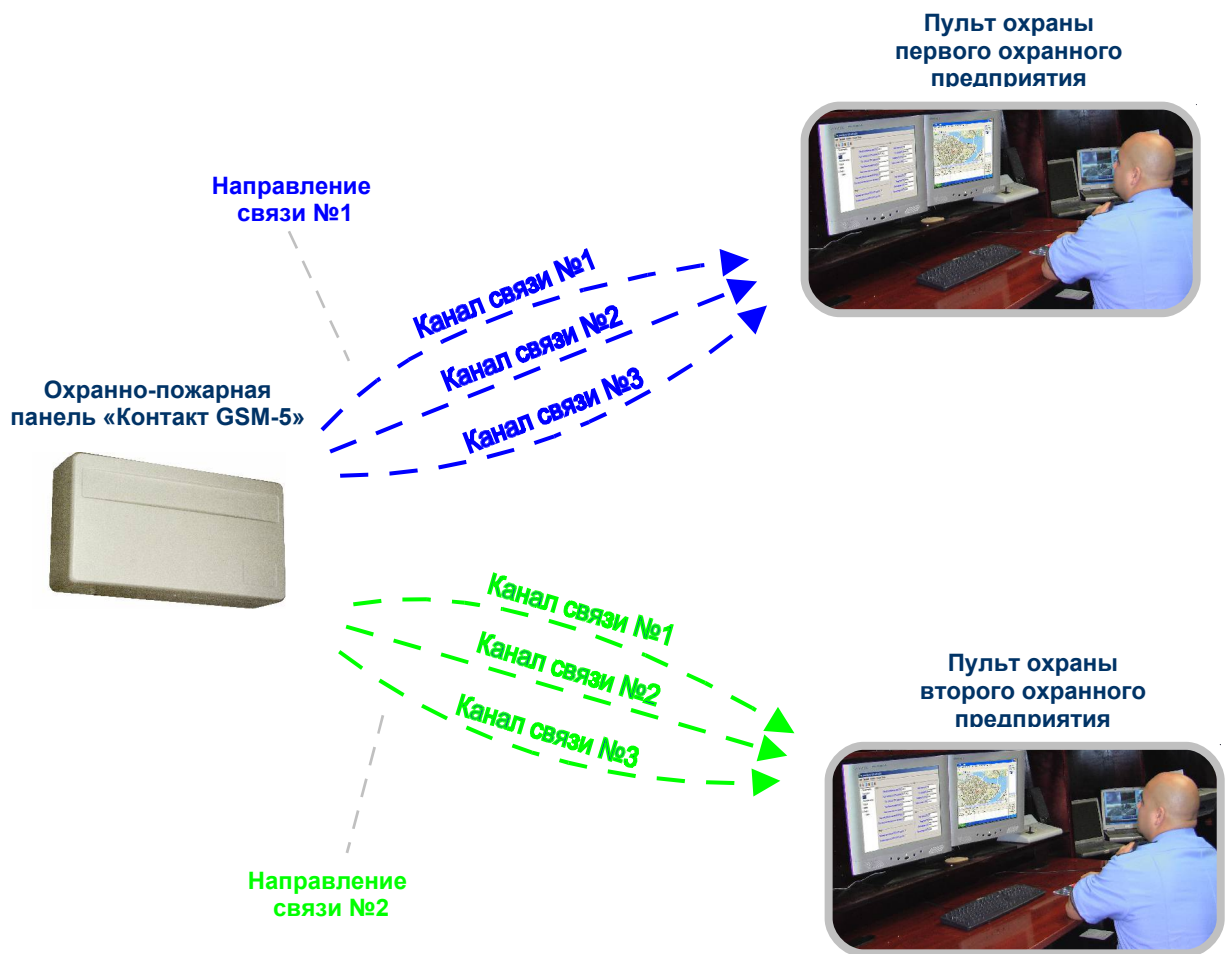 Пульт охраны
первого охранного
предприятия
Направление
связи №1
Канал связи №1
Канал связи №2
Канал связи №3
Охранно-пожарная
панель «Контакт GSM-5»
Канал связи №1
Канал связи №2
Канал связи №3
Пульт охраны
второго охранного
предприятия
Направление
связи №2